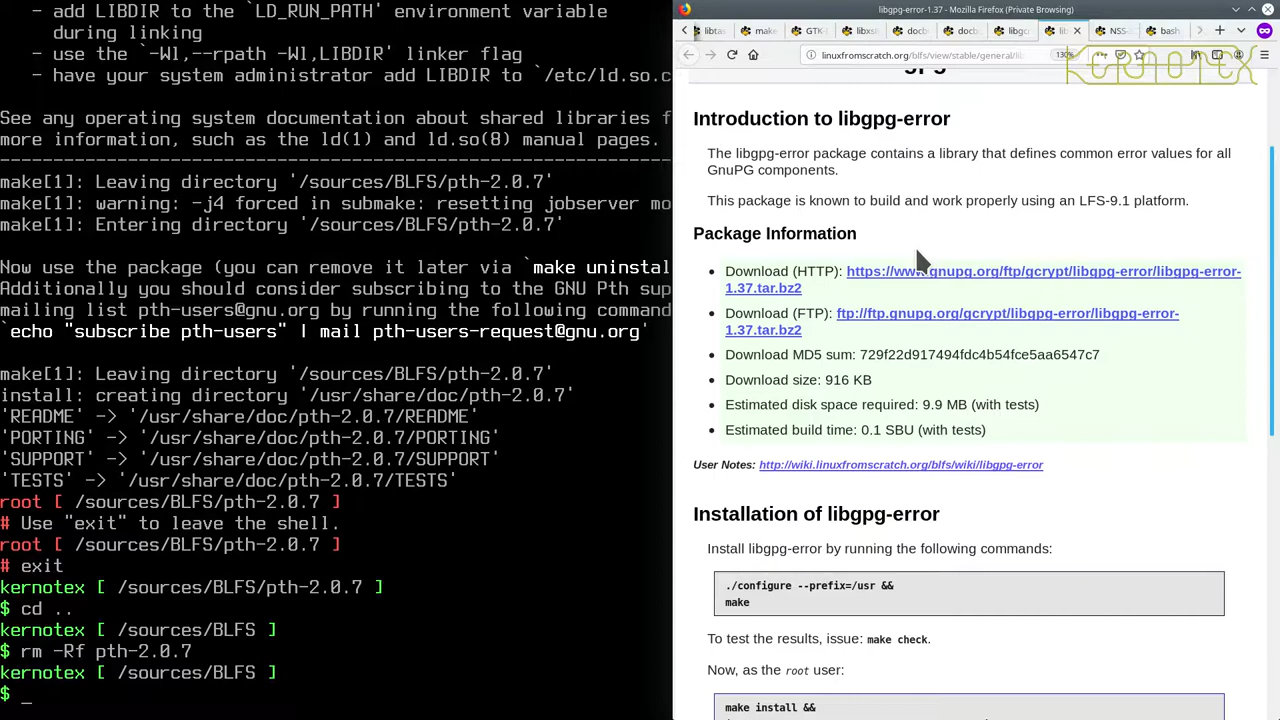 - add LIBDIR to the `LD_RUN_PATH' environment variable
during linking
- use the `-Wl,--rpath -Wl,LIBDIR' linker flag
- have your system administrator add LIBDIR to `/etc/ld.so.c
See any operating system documentation about shared libraries f
more information, such as the ld(1) and ld.so(8) manual pages.
----------------------------------------------------------------
make[1]: Leaving directory '/sources/BLFS/pth-2.0.7'
make[1]: warning: -j4 forced in submake: resetting jobserver mo
make[1]: Entering directory '/sources/BLFS/pth-2.0.7'
Now use the package (you can remove it later via `make uninstal
Additionally you should consider subscribing to the GNU Pth sup
mailing list pth-users@gnu.org by running the following command
`echo "subscribe pth-users" | mail pth-users-request@gnu.org'
make[1]: Leaving directory '/sources/BLFS/pth-2.0.7'
install: creating directory '/usr/share/doc/pth-2.0.7'
'README' -> '/usr/share/doc/pth-2.0.7/README'
'PORTING' -> '/usr/share/doc/pth-2.0.7/PORTING'
'SUPPORT' -> '/usr/share/doc/pth-2.0.7/SUPPORT'
'TESTS' -> '/usr/share/doc/pth-2.0.7/TESTS'
root [ /sources/BLFS/pth-2.0.7 ]
# Use "exit" to leave the shell.
root [ /sources/BLFS/pth-2.0.7 ]
# exit
kernotex [ /sources/BLFS/pth-2.0.7 ]
$ cd ..
kernotex [ /sources/BLFS ]
$ rm -Rf pth-2.0.7
kernotex [ /sources/BLFS ]
$ _
libgpg-error-1.37 - Mozilla Firefox (Private Browsing)
libtas make GTK- libxsl docb docb libgc lib NSS- bash
linuxfromscratch.org/blfs/view/stable/general/lib 130%
KERNOTEX
Introduction to libgpg-error
The libgpg-error package contains a library that defines common error values for all
GnuPG components.
This package is known to build and work properly using an LFS-9.1 platform.
Package Information
• Download (HTTP): https://www.gnupg.org/ftp/gcrypt/libgpg-error/libgpg-error-
1.37.tar.bz2
• Download (FTP): ftp://ftp.gnupg.org/gcrypt/libgpg-error/libgpg-error-
1.37.tar.bz2
• Download MD5 sum: 729f22d917494fdc4b54fce5aa6547c7
• Download size: 916 KB
• Estimated disk space required: 9.9 MB (with tests)
• Estimated build time: 0.1 SBU (with tests)
User Notes: http://wiki.linuxfromscratch.org/blfs/wiki/libgpg-error
Installation of libgpg-error
Install libgpg-error by running the following commands:
./configure --prefix=/usr &&
make
To test the results, issue: make check.
Now, as the root user:
make install &&